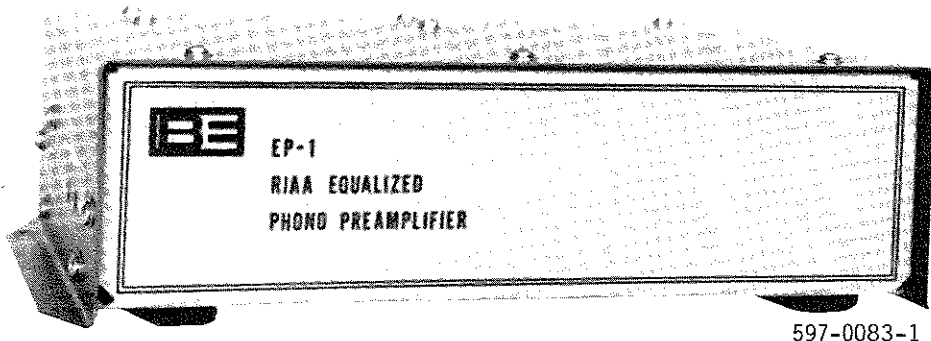 BE
EP-1
RIAA EQUALIZED
PHONO PREAMPLIFIER
597-0083-1